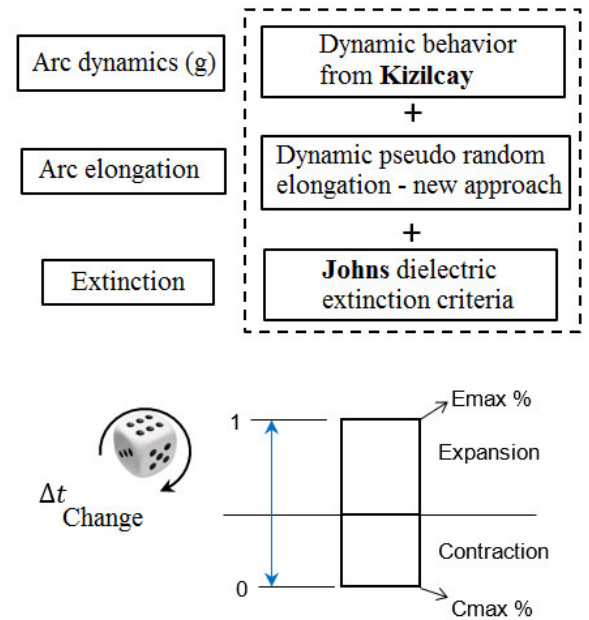 Arc dynamics (g)
Dynamic behavior
from Kizilcay
+
Arc elongation
Dynamic pseudo random
elongation - new approach
+
Extinction
Johns dielectric
extinction criteria
Emax %
1
Expansion
Δt
Change
Contraction
0
Cmax %